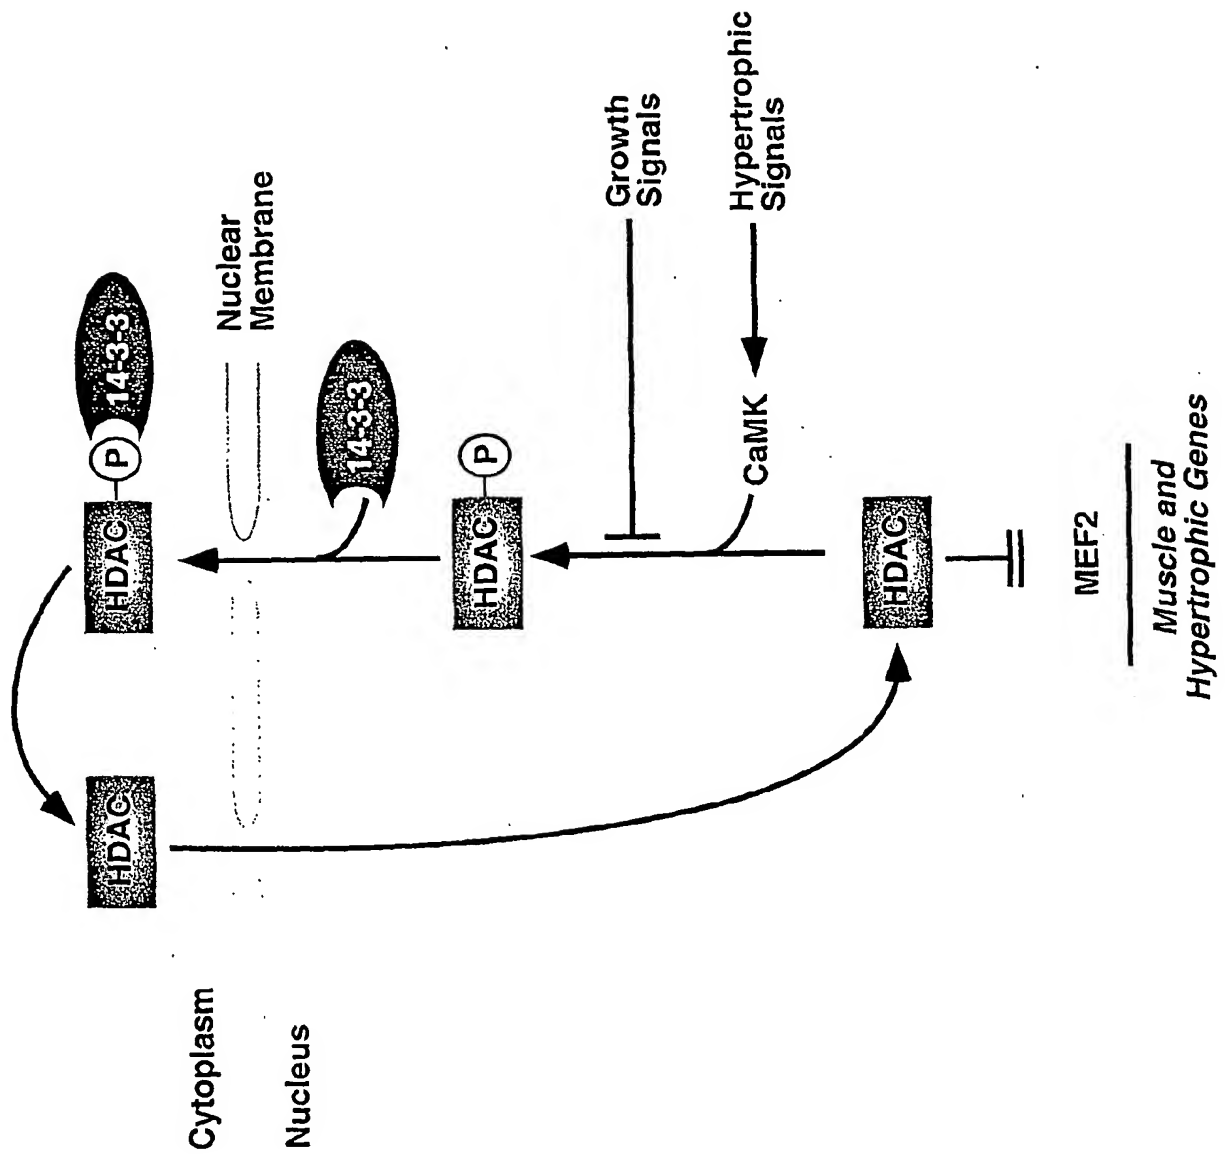 Cytoplasm
Nucleus
HDAC
HDAC
P
14-3-3
Nuclear
Membrane
14-3-3
HDAC
P
Growth
Signals
Hypertrophic
Signals
CaMK
HDAC
MEF2
Muscle and
Hypertrophic Genes